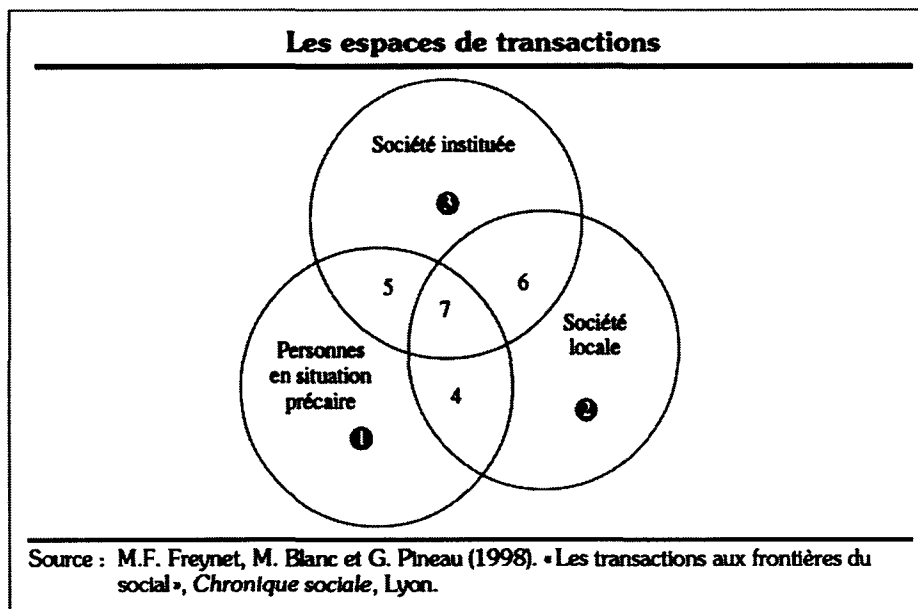 Les espaces de transactions
Société instituée
3
5
7
6
Société
locale
Personnes
en situation
précaire
4
2
1
Source : M.F. Freynet, M. Blanc et G. Pineau (1998). «Les transactions aux frontières du
social», Chronique sociale, Lyon.